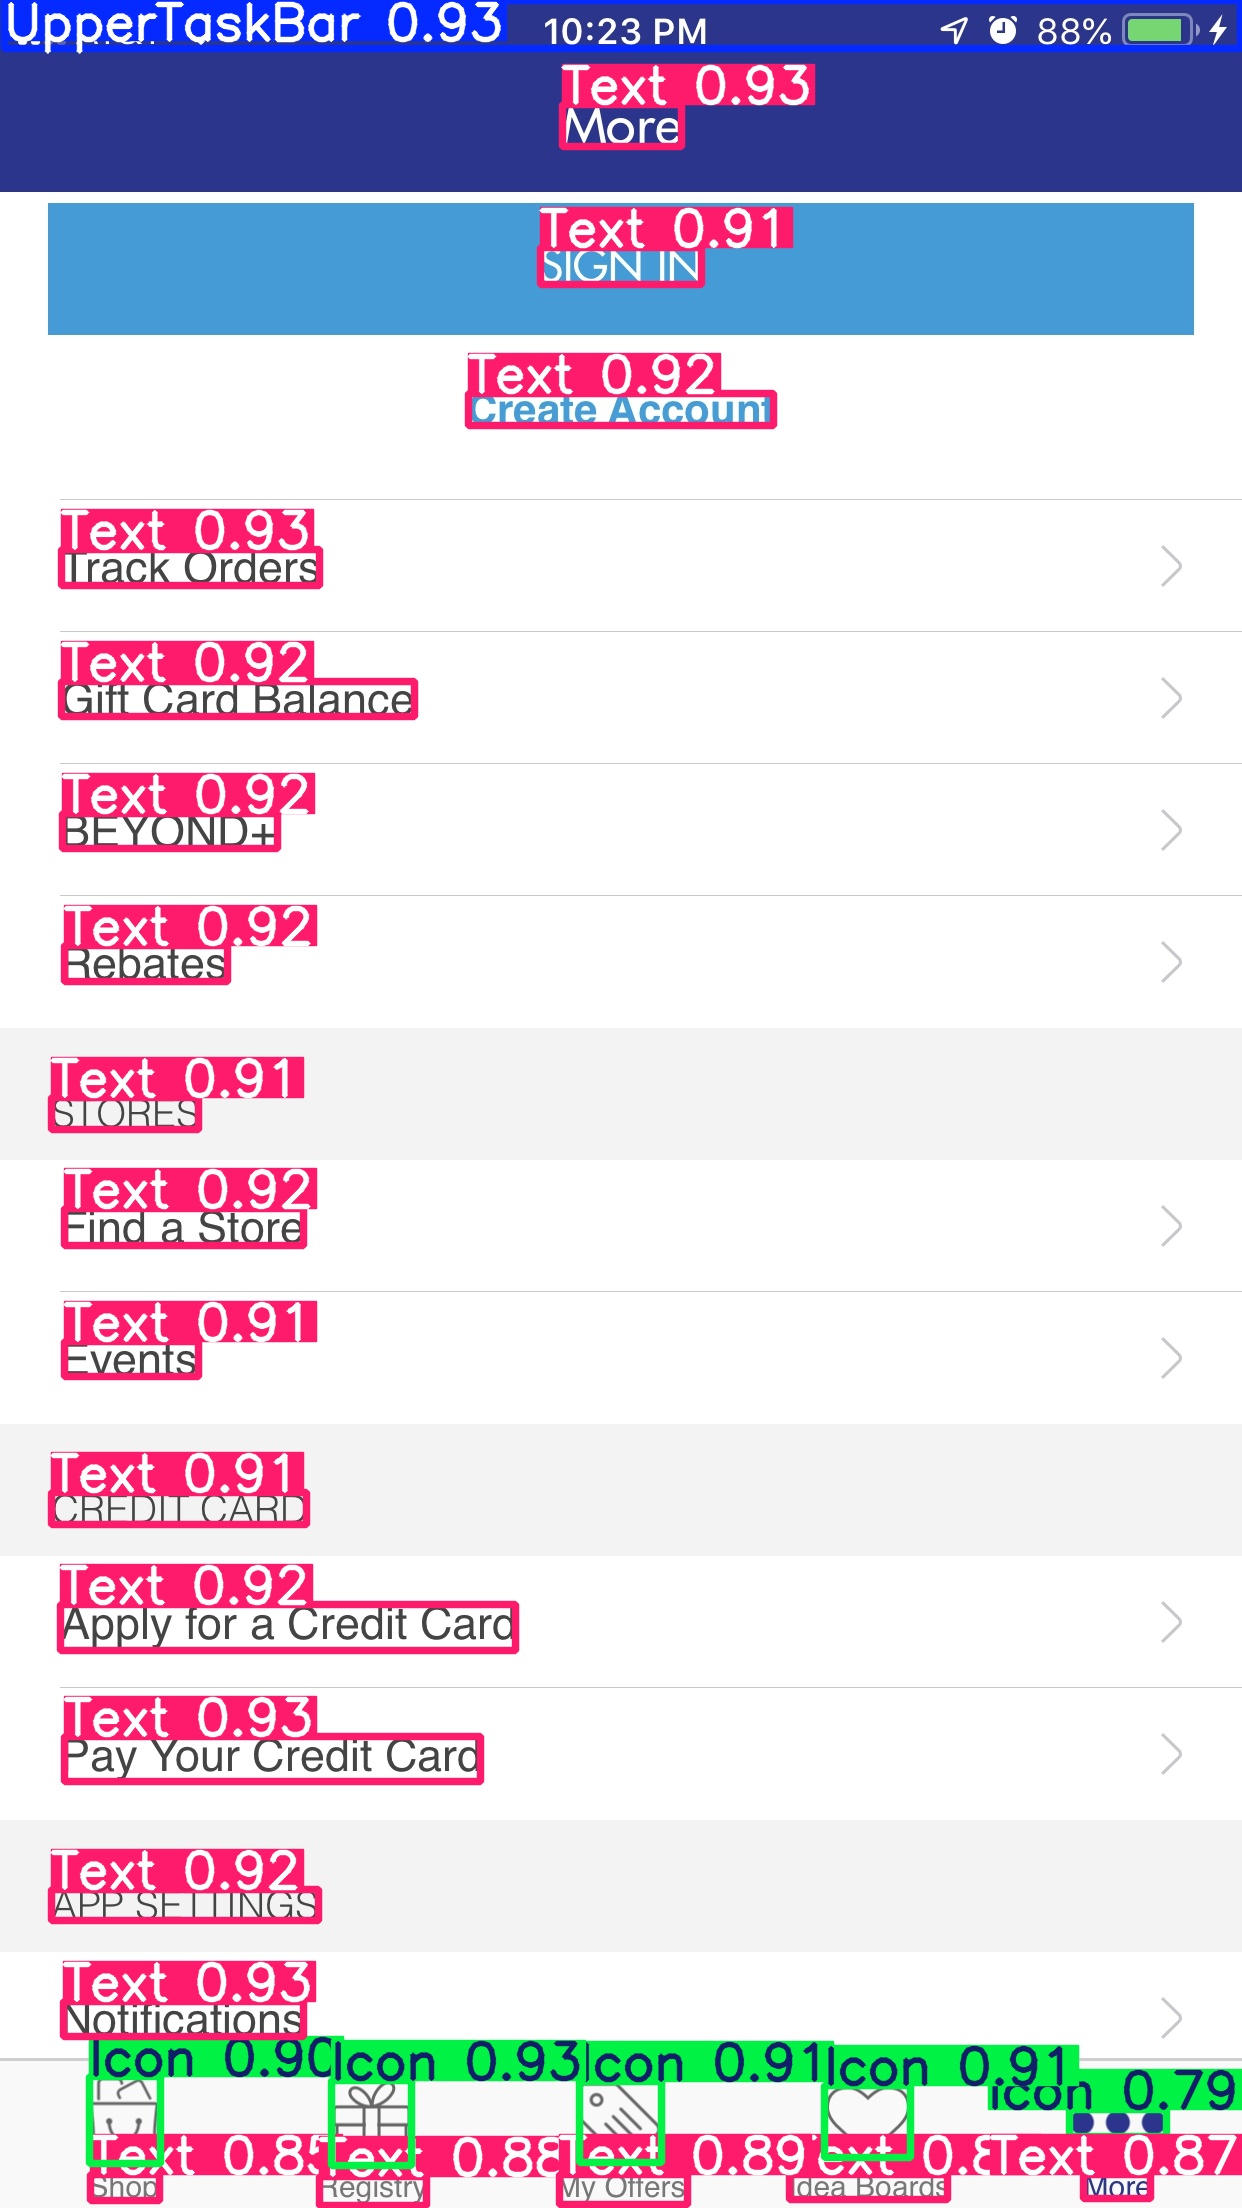 UpperTaskBar 0.93 10:23 PM 88%
Text 0.93
More
Text 0.91
SIGN IN
Text 0.92
Create Account
Text 0.93
Track Orders
Text 0.92
Gift Card Balance
Text 0.92
BEYOND+
Text 0.92
Rebates
Text 0.91
STORES
Text 0.92
Find a Store
Text 0.91
Events
Text 0.91
CREDIT CARD
Text 0.92
Apply for a Credit Card
Text 0.93
Pay Your Credit Card
Text 0.92
APP SETTINGS
Text 0.93
Notifications
Icon 0.90 Icon 0.93 Icon 0.91 Icon 0.91 Icon 0.79
Text 0.85 Text 0.88 Text 0.89 Text Text 0.87
Shop Registry My Offers Idea Boards More